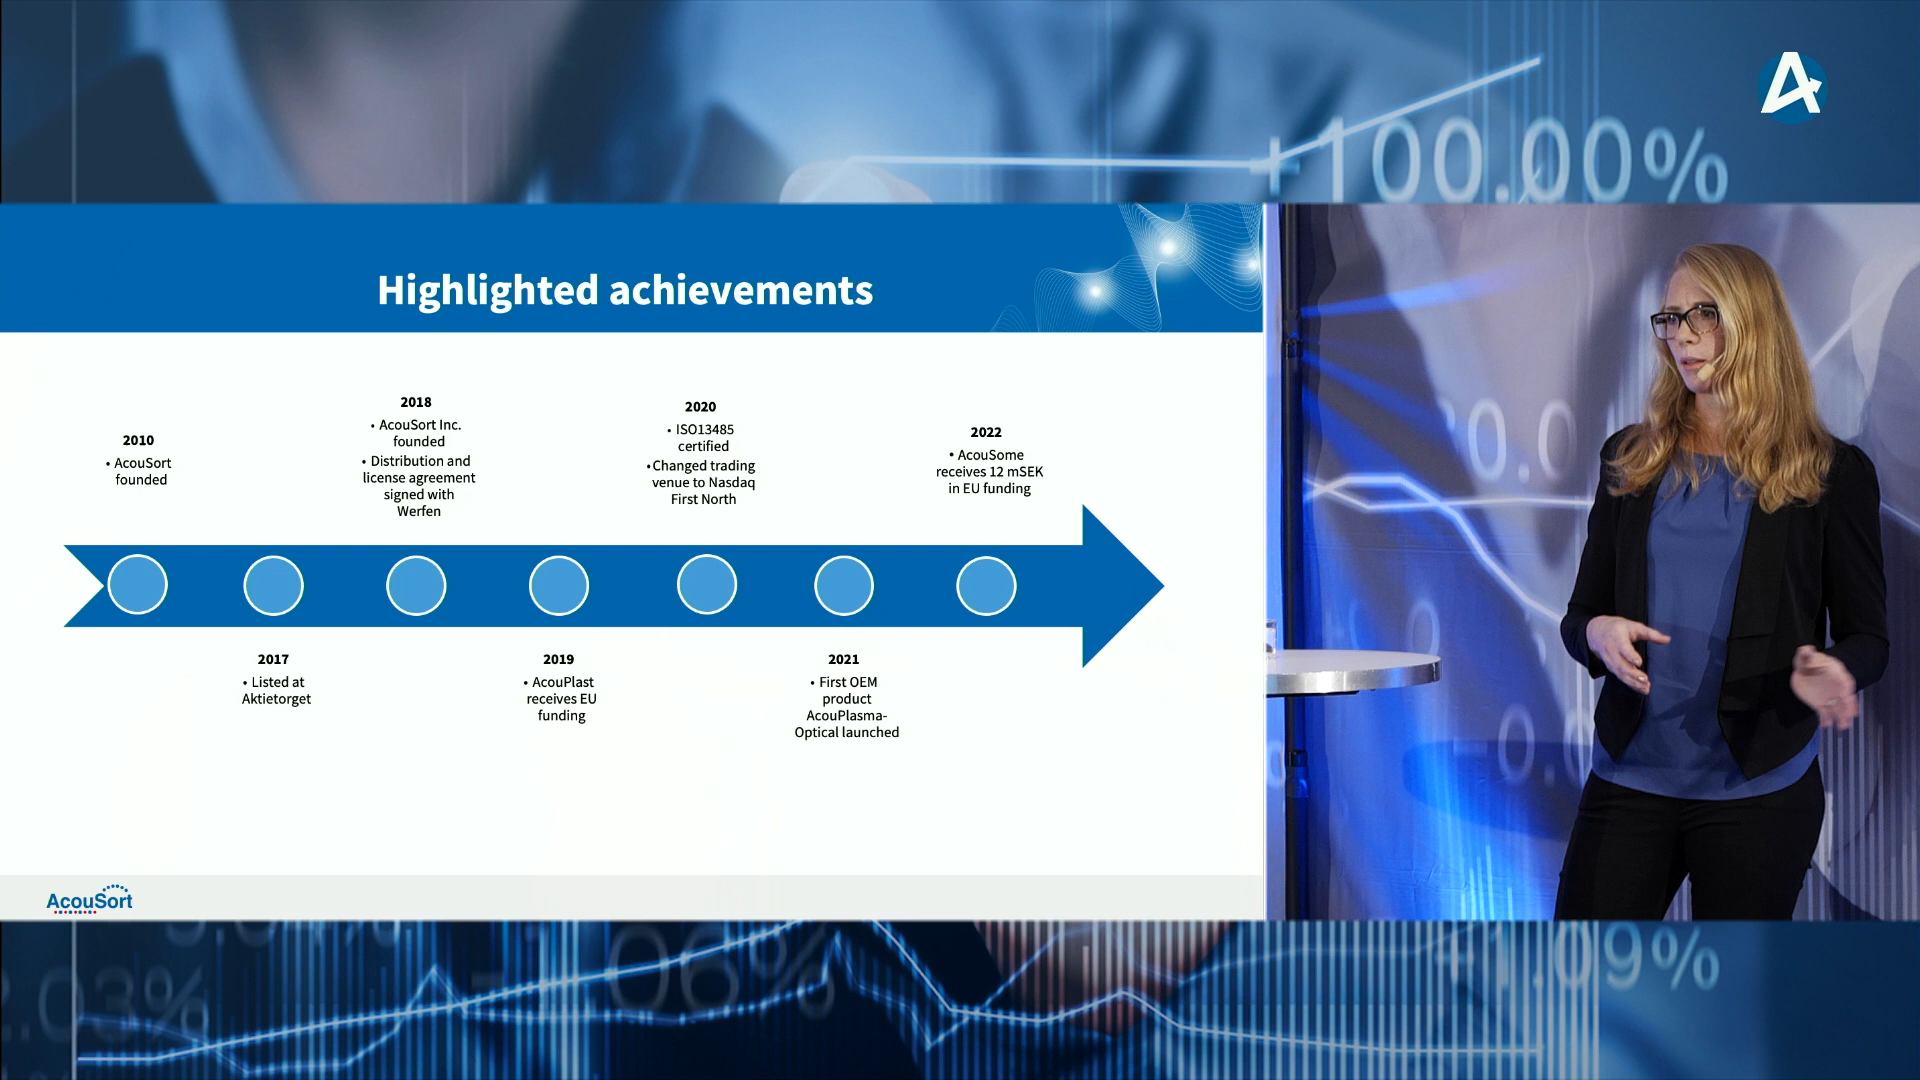 +100.00%
Highlighted achievements
2010
• AcouSort
founded
2018
• AcouSort Inc.
founded
• Distribution and
license agreement
signed with
Werfen
2020
• ISO13485
certified
•Changed trading
venue to Nasdaq
First North
2022
• AcouSome
receives 12 mSEK
in EU funding
2017
• Listed at
Aktietorget
2019
• AcouPlast
receives EU
funding
2021
• First OEM
product
AcouPlasma-
Optical launched
AcouSort